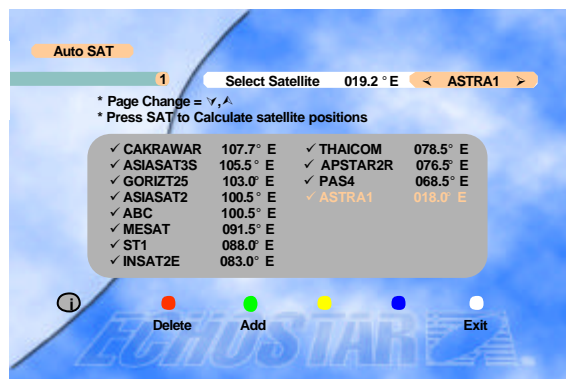 Auto SAT
1
Select Satellite 019.2 ° E ASTRA1
* Page Change = ⋎,⋏
* Press SAT to Calculate satellite positions
✓ CAKRAWAR 107.7° E ✓ THAICOM 078.5° E
✓ ASIASAT3S 105.5° E ✓ APSTAR2R 076.5° E
✓ GORIZT25 103.0° E ✓ PAS4 068.5° E
✓ ASIASAT2 100.5° E ✓ ASTRA1 018.0° E
✓ ABC 100.5° E
✓ MESAT 091.5° E
✓ ST1 088.0° E
✓ INSAT2E 083.0° E
i
Delete Add Exit
ECHOSTAR